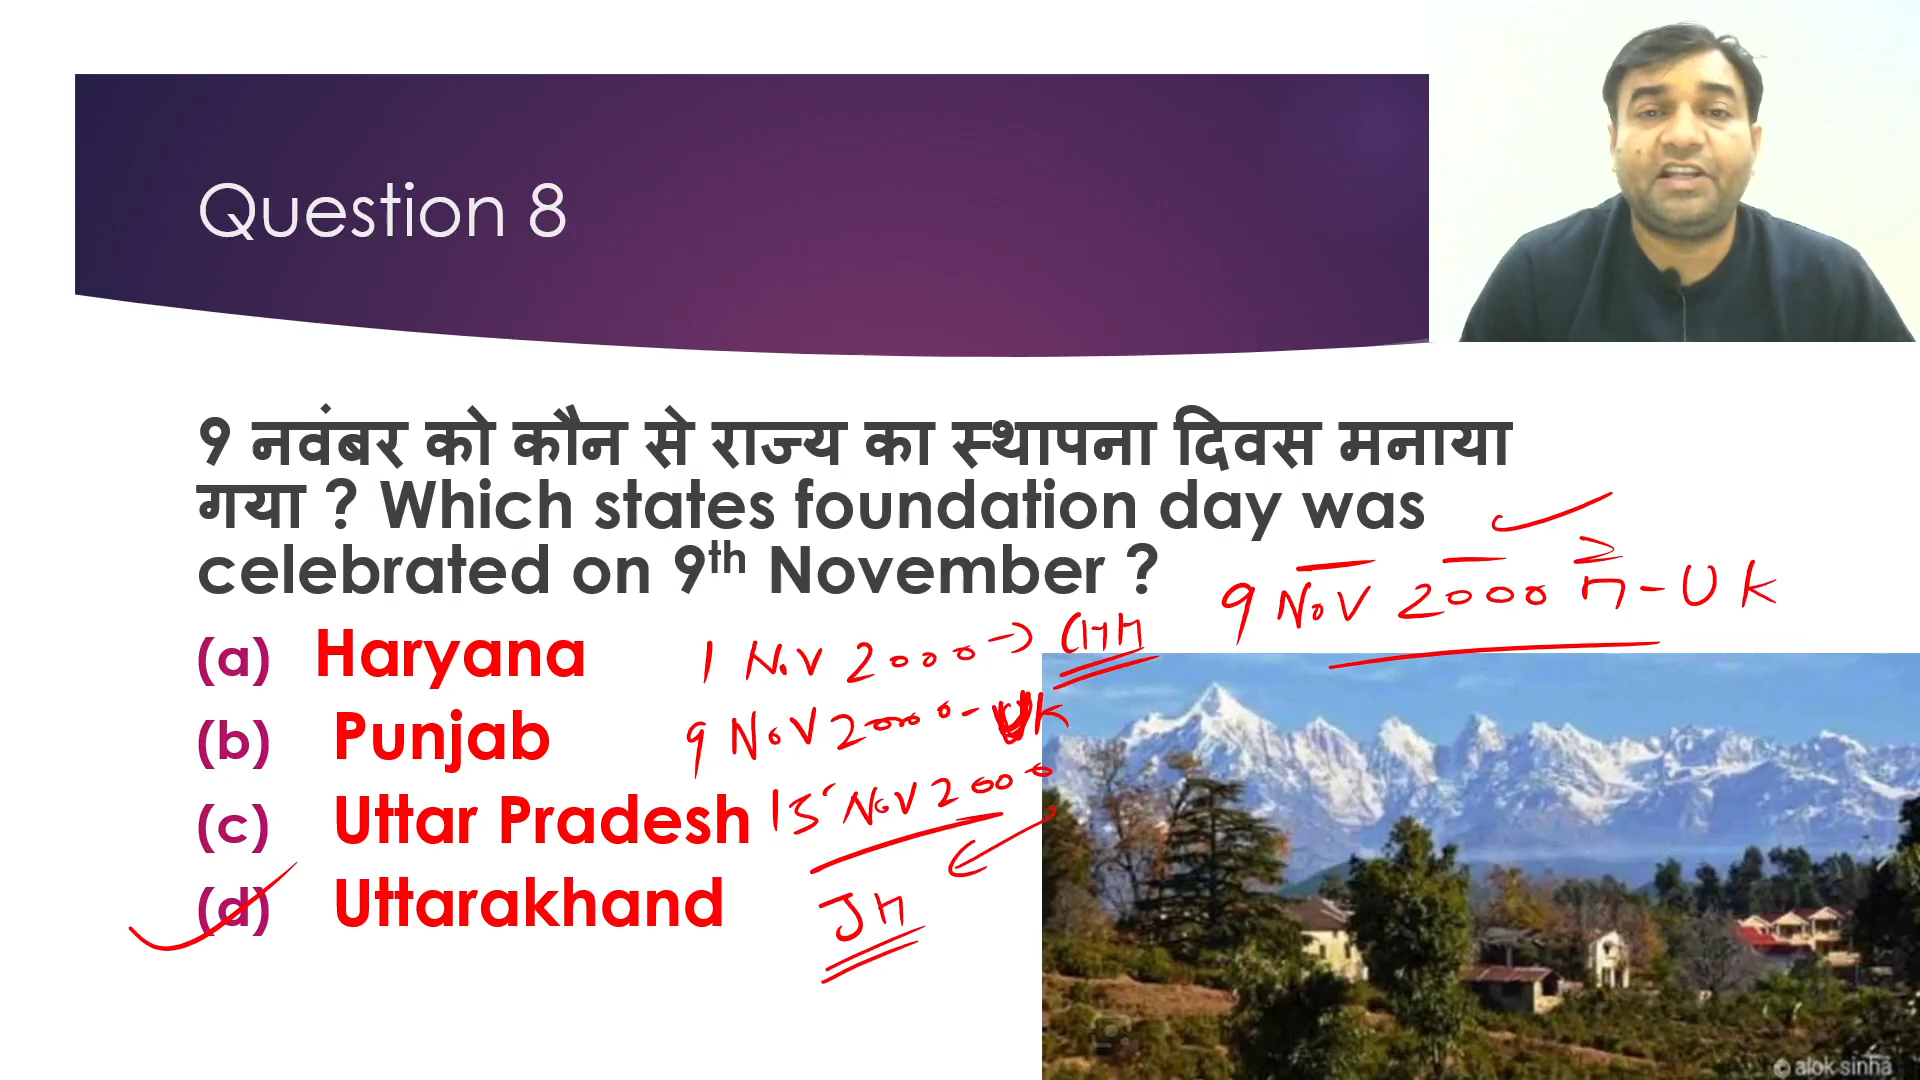 Question 8
9 नवंबर को कौन से राज्य का स्थापना दिवस मनाया
गया ? Which states foundation day was
celebrated on 9th November ?
9 Nov 2000 - UK
(a) Haryana
1 Nov 2000 →
(b) Punjab
9 Nov 2000 - UK
(c) Uttar Pradesh
15 Nov 2000
(d) Uttarakhand
JH
© alok sinha